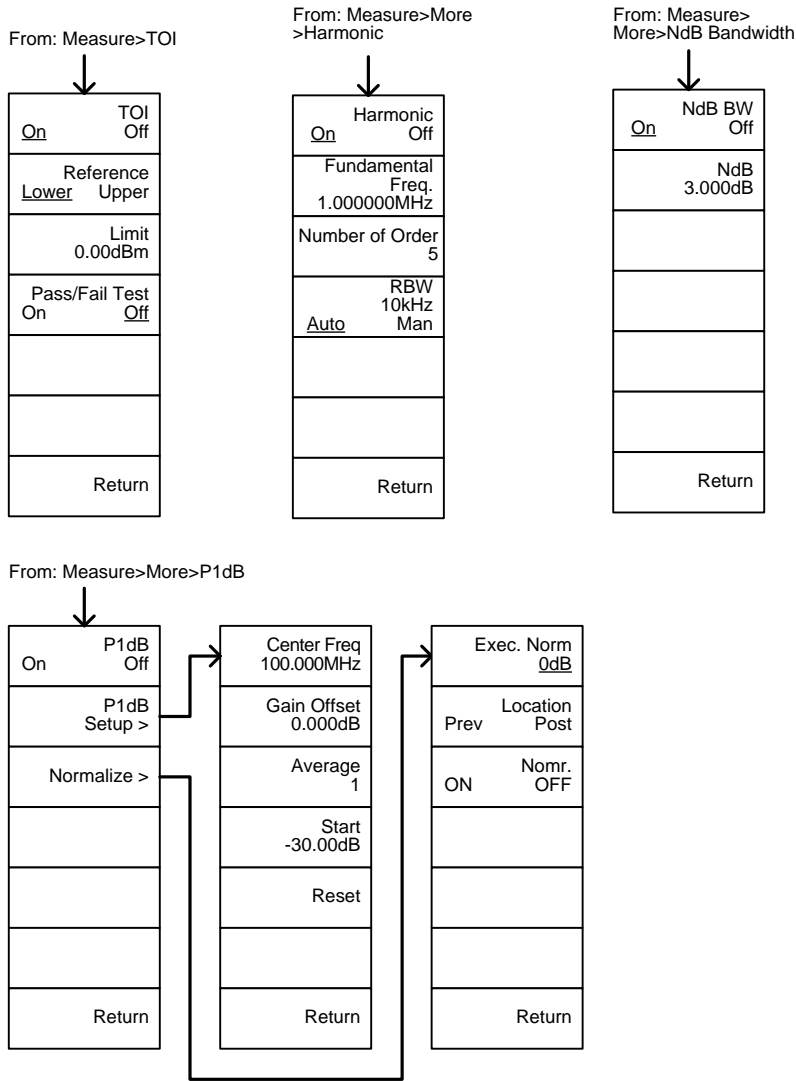 From: Measure>TOI
TOI
On Off
Reference
Lower Upper
Limit
0.00dBm
Pass/Fail Test
On Off
Return
From: Measure>More
>Harmonic
Harmonic
On Off
Fundamental
Freq.
1.000000MHz
Number of Order
5
RBW
10kHz
Auto Man
Return
From: Measure>
More>NdB Bandwidth
NdB BW
On Off
NdB
3.000dB
Return
From: Measure>More>P1dB
P1dB
On Off
P1dB
Setup >
Normalize >
Return
Center Freq
100.000MHz
Gain Offset
0.000dB
Average
1
Start
-30.00dB
Reset
Return
Exec. Norm
0dB
Location
Prev Post
Nomr.
ON OFF
Return